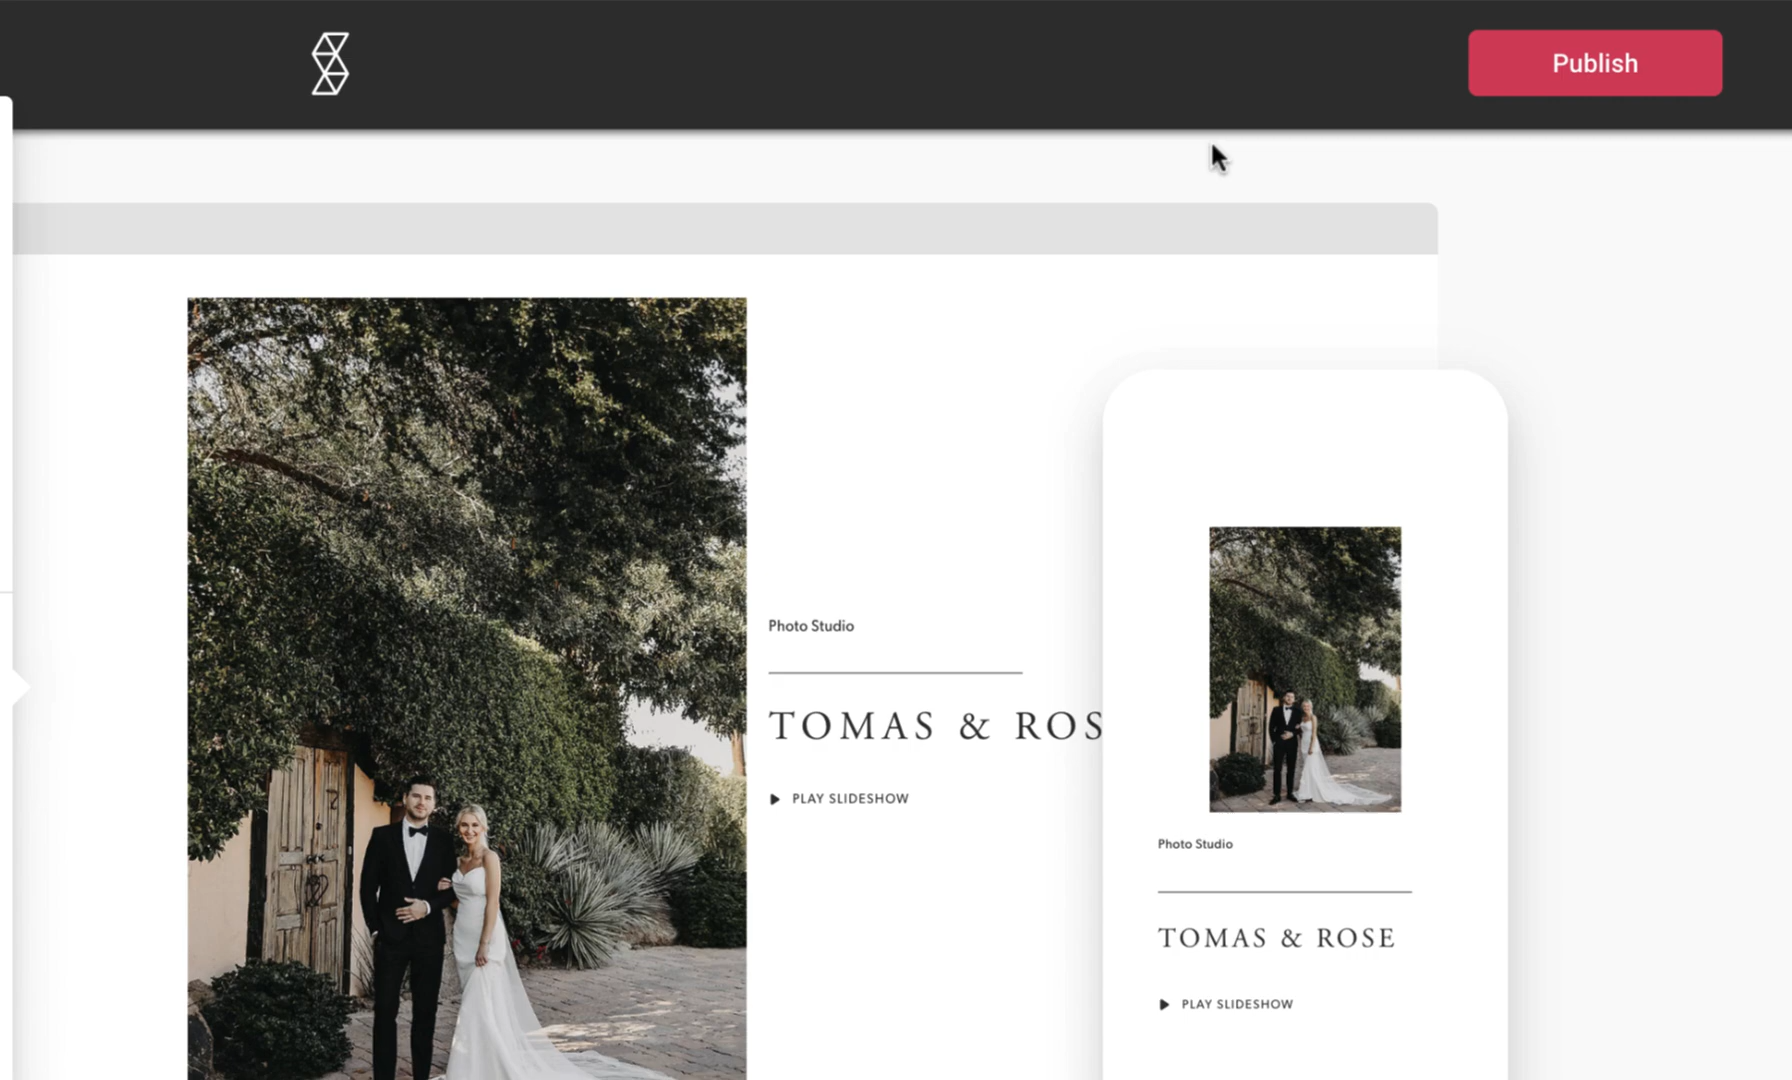 Publish
Photo Studio
TOMAS & ROS
PLAY SLIDESHOW
Photo Studio
TOMAS & ROSE
PLAY SLIDESHOW